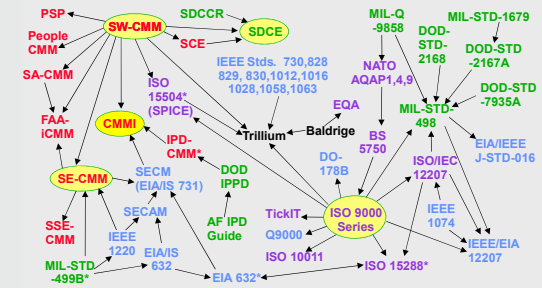 PSP
SW-CMM
SDCCR
SDCE
MIL-Q
-9858
MIL-STD-1679
People
CMM
SCE
DOD-
STD-
2168
DOD-STD
-2167A
SA-CMM
ISO
15504*
(SPICE)
IEEE Stds. 730,828
829, 830,1012,1016
1028,1058,1063
NATO
AQAP1,4,9
DOD-STD
-7935A
FAA-
iCMM
CMMI
EQA
MIL-STD-
498
IPD-
CMM*
Trillium
Baldrige
BS
5750
EIA/IEEE
J-STD-016
SE-CMM
SECM
(EIA/IS 731)
DOD
IPPD
DO-
178B
ISO/IEC
12207
SECAM
TickIT
ISO 9000
Series
IEEE
1074
SSE-
CMM
IEEE
1220
AF IPD
Guide
Q9000
IEEE/EIA
12207
EIA/IS
632
ISO 10011
MIL-STD
-499B*
EIA 632*
ISO 15288*